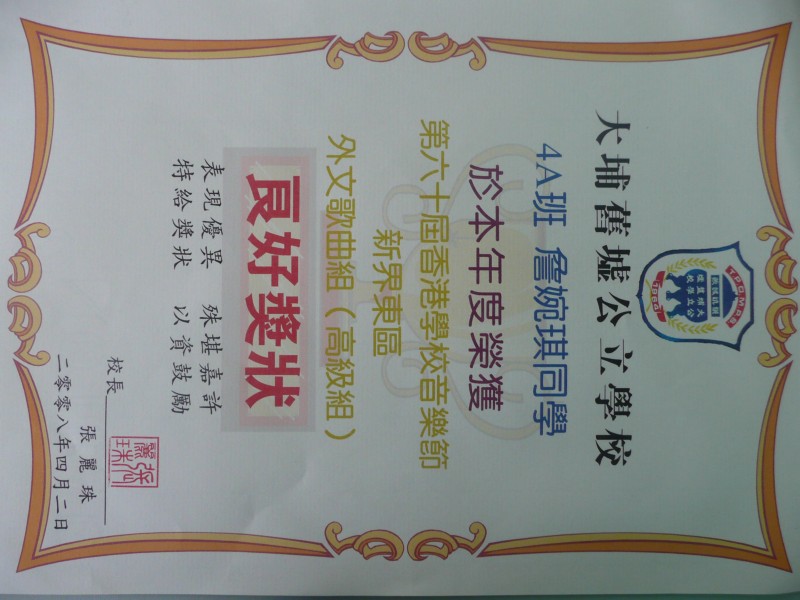 T.P.O.M.P.S.
1966
大埔舊墟公立學校
4A班 詹婉琪同學
於本年度榮獲
第六十屆香港學校音樂節
新界東區
外文歌曲組（高級組）
良好獎狀
表現優異 殊堪嘉許
特給獎狀 以資鼓勵
校長 張麗珠
二零零八年四月二日